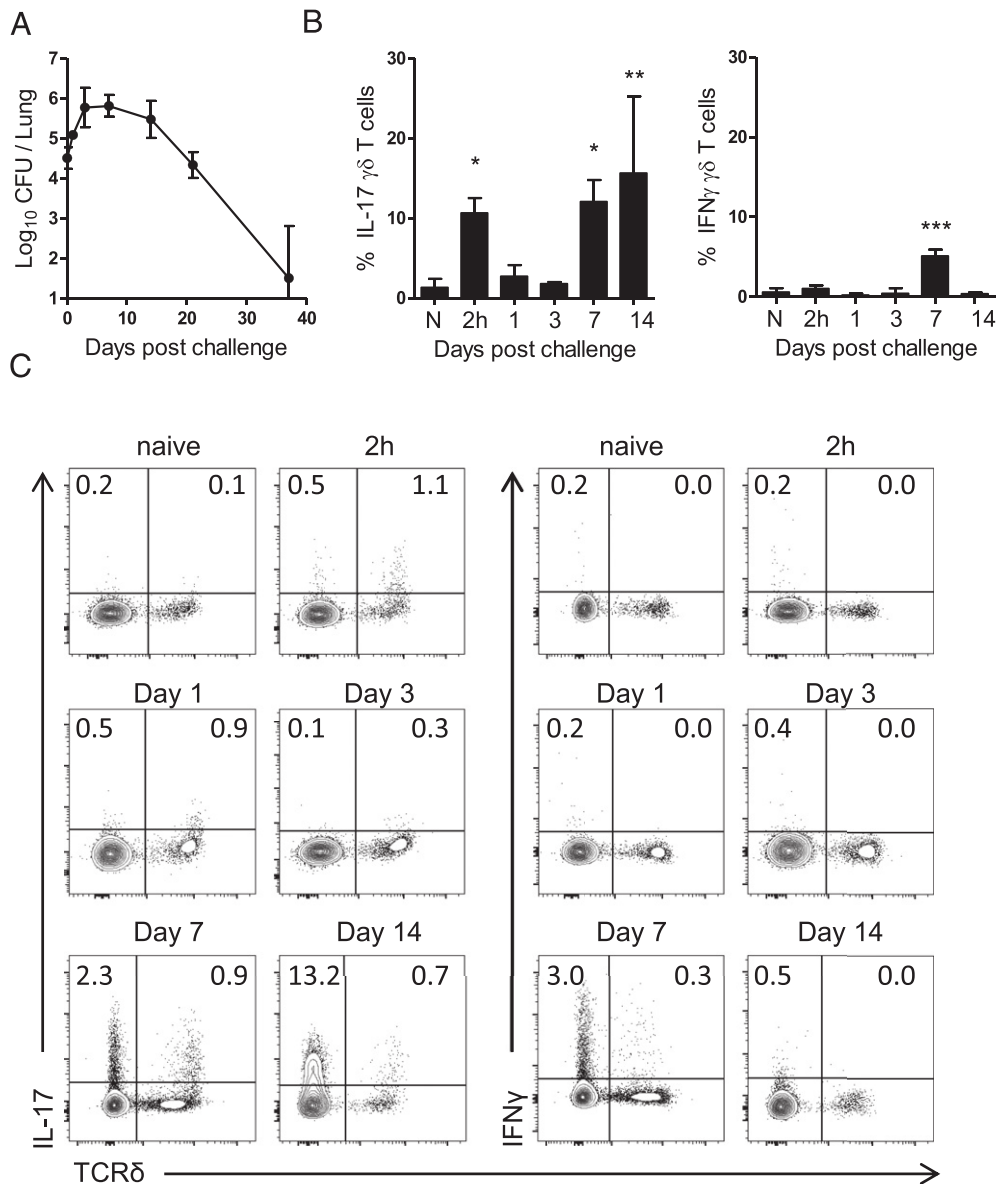 A
Log10 CFU / Lung
7
6
5
4
3
2
1
0 10 20 30 40
Days post challenge
B
% IL-17 γδ T cells
30
20
10
0
* * **
N 2h 1 3 7 14
Days post challenge
% IFNγ γδ T cells
30
20
10
0
***
N 2h 1 3 7 14
Days post challenge
C
naive 2h naive 2h
0.2 0.1 0.5 1.1 0.2 0.0 0.2 0.0
Day 1 Day 3 Day 1 Day 3
0.5 0.9 0.1 0.3 0.2 0.0 0.4 0.0
Day 7 Day 14 Day 7 Day 14
2.3 0.9 13.2 0.7 3.0 0.3 0.5 0.0
IL-17
IFNγ
TCRδ